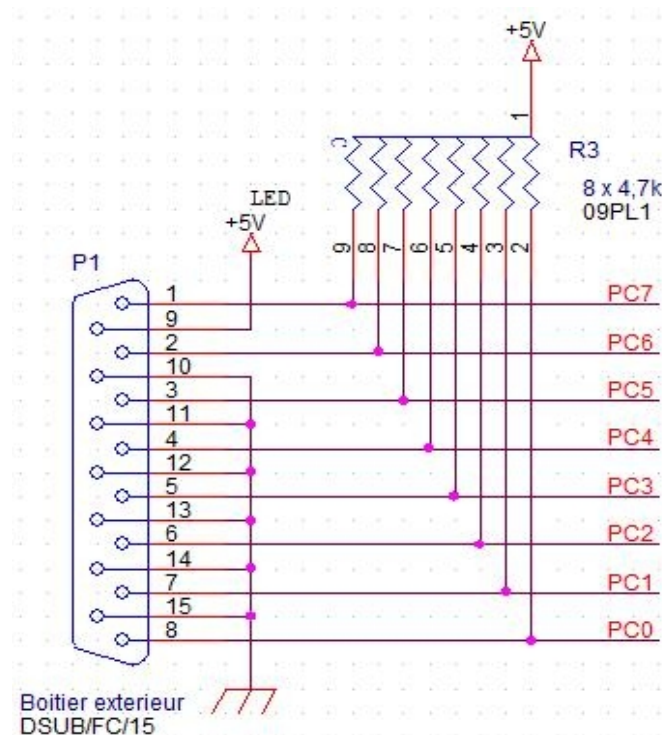 +5V
1
R3
8 x 4,7k
09PL1
C
LED
+5V
9
8
7
6
5
4
3
2
P1
1
PC7
9
2
PC6
10
3
PC5
11
4
PC4
12
5
PC3
13
6
PC2
14
7
PC1
15
8
PC0
Boitier exterieur
DSUB/FC/15